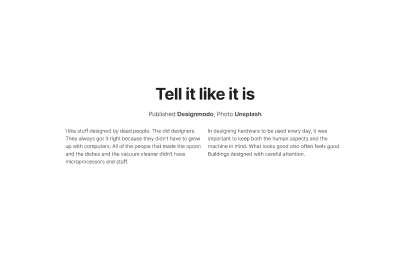 Tell it like it is
Published Designmodo, Photo Unsplash
I like stuff designed by dead people. The old designers.
They always got it right because they didn't have to grow
up with computers. All of the people that made the spoon
and the dishes and the vacuum cleaner didn't have
microprocessors and stuff.
In designing hardware to be used every day, it was
important to keep both the human aspects and the
machine in mind. What looks good also often feels good.
Buildings designed with careful attention.